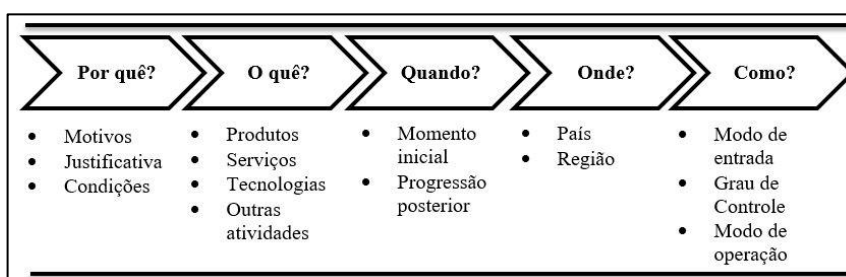 Por quê?
O quê?
Quando?
Onde?
Como?
• Motivos
• Justificativa
• Condições
• Produtos
• Serviços
• Tecnologias
• Outras
atividades
• Momento
inicial
• Progressão
posterior
• País
• Região
• Modo de
entrada
• Grau de
Controle
• Modo de
operação